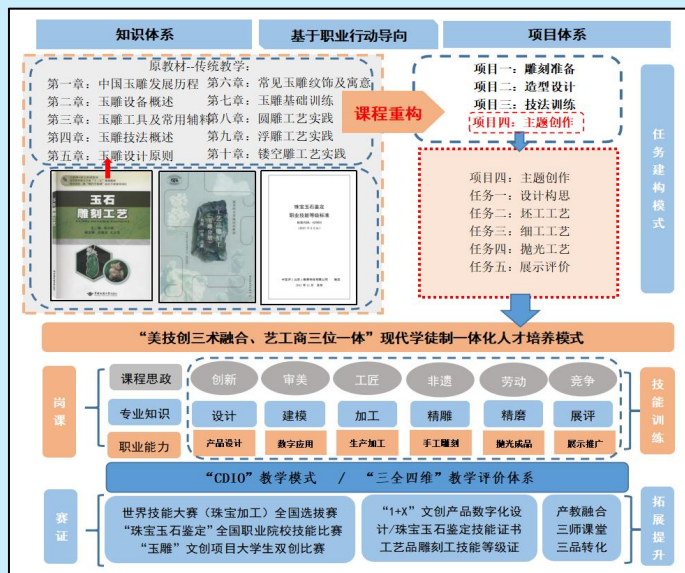 知识体系
基于职业行动导向
项目体系
原教材--传统教学：
第一章：中国玉雕发展历程
第二章：玉雕设备概述
第三章：玉雕工具及常用辅料
第四章：玉雕技法概述
第五章：玉雕设计原则
第六章：常见玉雕纹饰及寓意
第七章：玉雕基础训练
第八章：圆雕工艺实践
第九章：浮雕工艺实践
第十章：镂空雕工艺实践
课程重构
项目一：雕刻准备
项目二：造型设计
项目三：技法训练
项目四：主题创作
任务建构模式
项目四：主题创作
任务一：设计构思
任务二：坯工工艺
任务三：细工工艺
任务四：抛光工艺
任务五：展示评价
玉石
雕刻工艺
珠宝玉石鉴定
职业技能等级标准
“美技创三术融合、艺工商三位一体”现代学徒制一体化人才培养模式
岗课
课程思政
创新
审美
工匠
非遗
劳动
竞争
专业知识
设计
建模
加工
精雕
精磨
展评
职业能力
产品设计
数字应用
生产加工
手工雕刻
抛光成品
展示推广
技能训练
“CDIO”教学模式 / “三全四维”教学评价体系
赛证
世界技能大赛（珠宝加工）全国选拔赛
“珠宝玉石鉴定”全国职业院校技能比赛
“玉雕”文创项目大学生双创比赛
“1+X”文创产品数字化设
计/珠宝玉石鉴定技能证书
工艺品雕刻工技能等级证
产教融合
三师课堂
三品转化
拓展提升